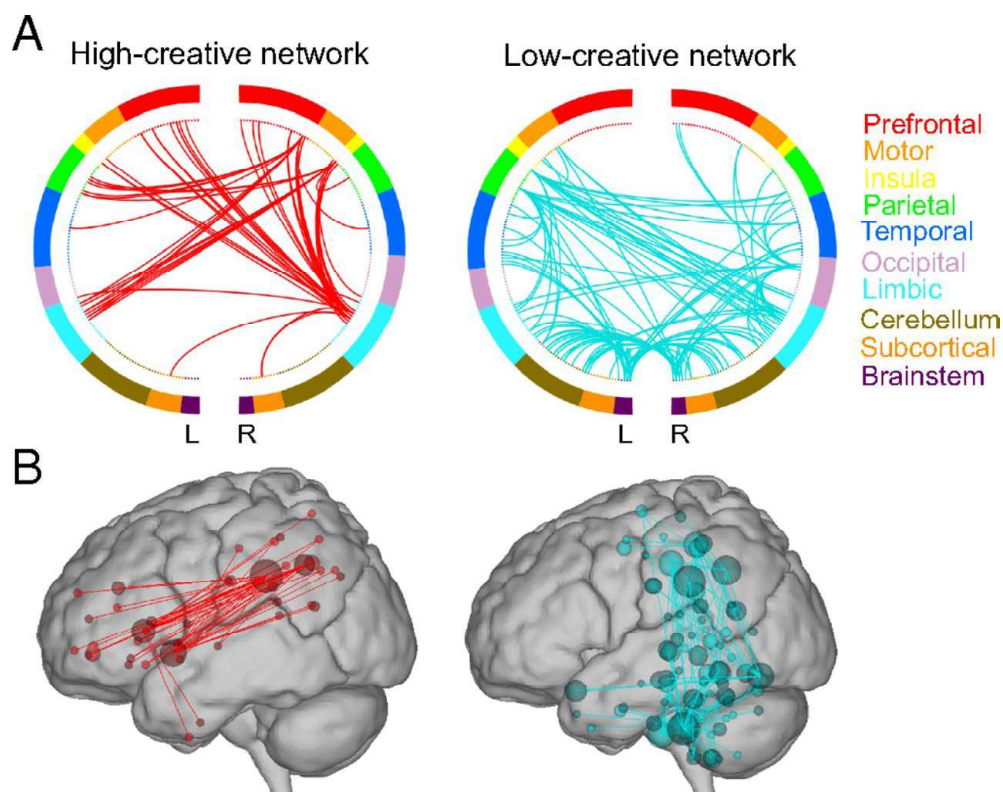 A
High-creative network
Low-creative network
Prefrontal
Motor
Insula
Parietal
Temporal
Occipital
Limbic
Cerebellum
Subcortical
Brainstem
L R
L R
B